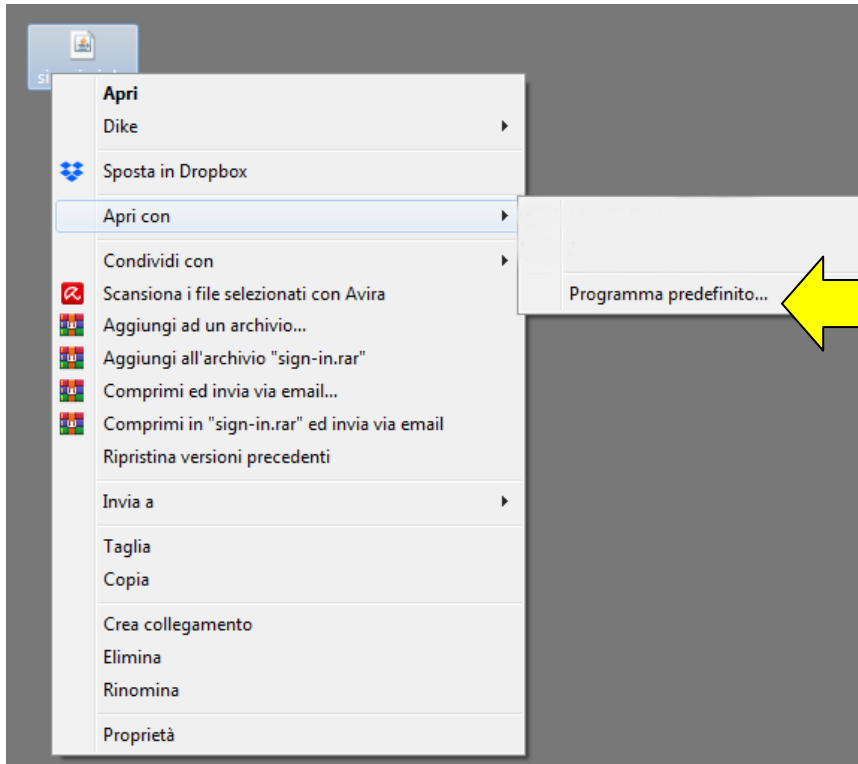 Apri
Dike
Sposta in Dropbox
Apri con
Programma predefinito...
Condividi con
Scansiona i file selezionati con Avira
Aggiungi ad un archivio...
Aggiungi all'archivio "sign-in.rar"
Comprimi ed invia via email...
Comprimi in "sign-in.rar" ed invia via email
Ripristina versioni precedenti
Invia a
Taglia
Copia
Crea collegamento
Elimina
Rinomina
Proprietà